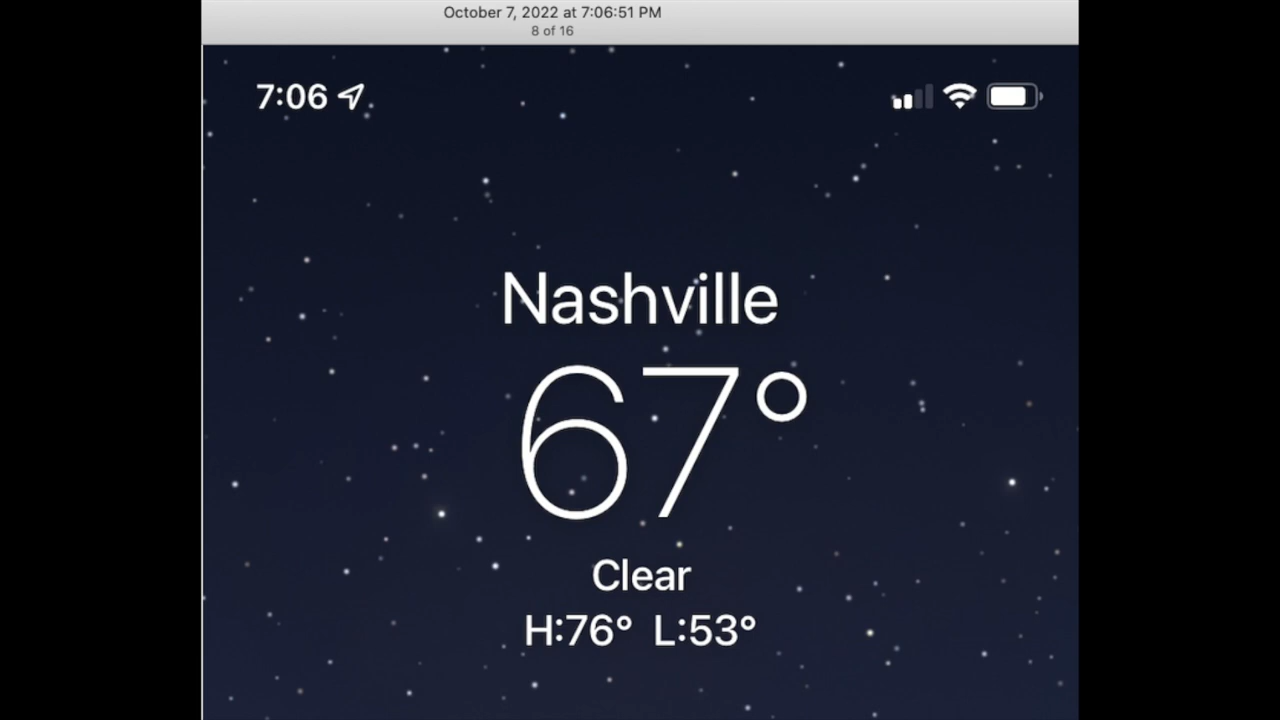 October 7, 2022 at 7:06:51 PM
8 of 16
7:06
Nashville
67°
Clear
H:76° L:53°